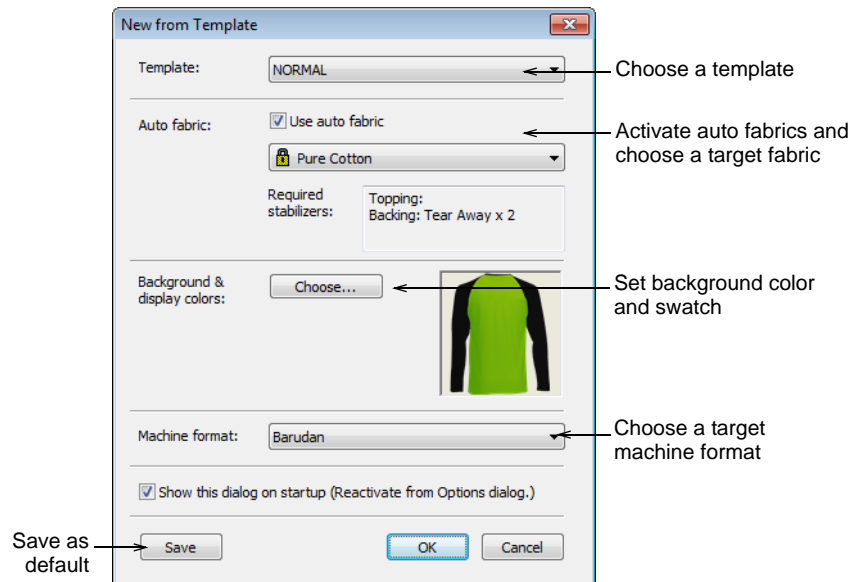 New from Template
Template:
NORMAL
Choose a template
Auto fabric:
Use auto fabric
Activate auto fabrics and
choose a target fabric
Pure Cotton
Required
stabilizers:
Topping:
Backing: Tear Away x 2
Background &
display colors:
Choose...
Set background color
and swatch
Machine format:
Barudan
Choose a target
machine format
Show this dialog on startup (Reactivate from Options dialog.)
Save as
default
Save
OK
Cancel